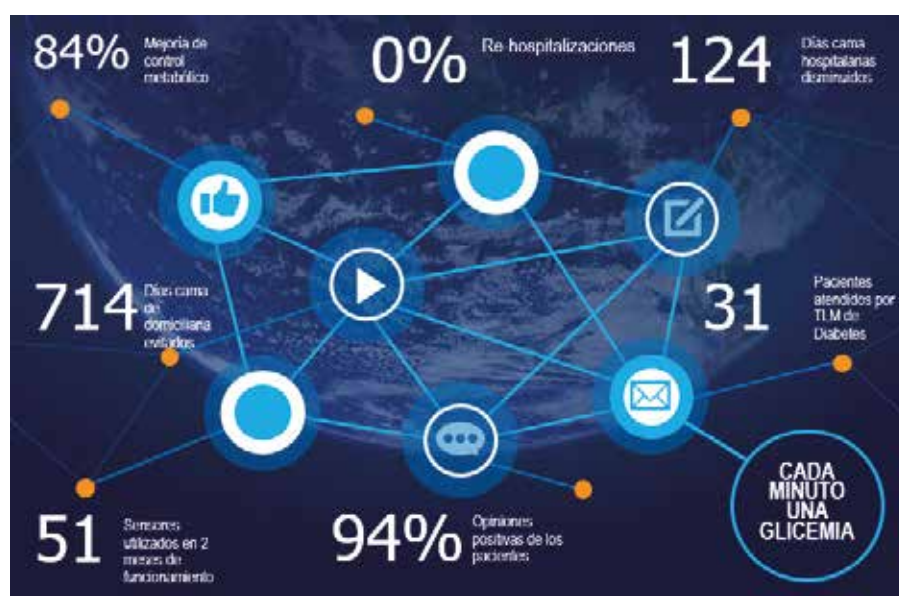 84%
Mejoría de
control
metabólico
0%
Re-hospitalizaciones
124
Días cama
hospitalarias
disminuidos
714
Días cama
de
domiciliaria
evitados
31
Pacientes
atendidos por
TLM de
Diabetes
51
Sensores
utilizados en 2
meses de
funcionamiento
94%
Opiniones
positivas de los
pacientes
CADA
MINUTO
UNA
GLICEMIA